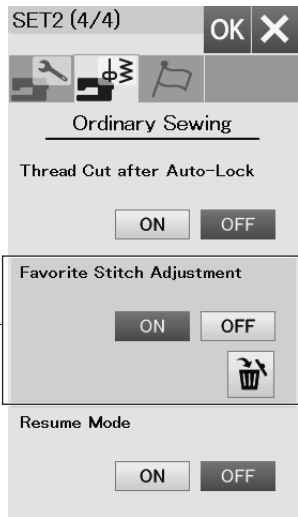 SET2 (4/4)
OK
Ordinary Sewing
Thread Cut after Auto-Lock
ON OFF
Favorite Stitch Adjustment
ON OFF
Resume Mode
ON OFF